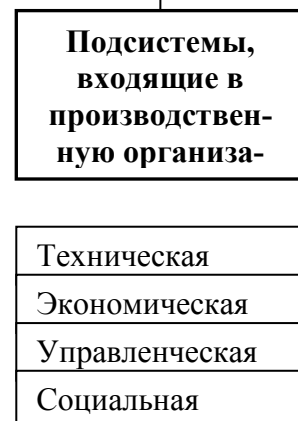 Подсистемы,
входящие в
производствен-
ную организа-
Техническая
Экономическая
Управленческая
Социальная